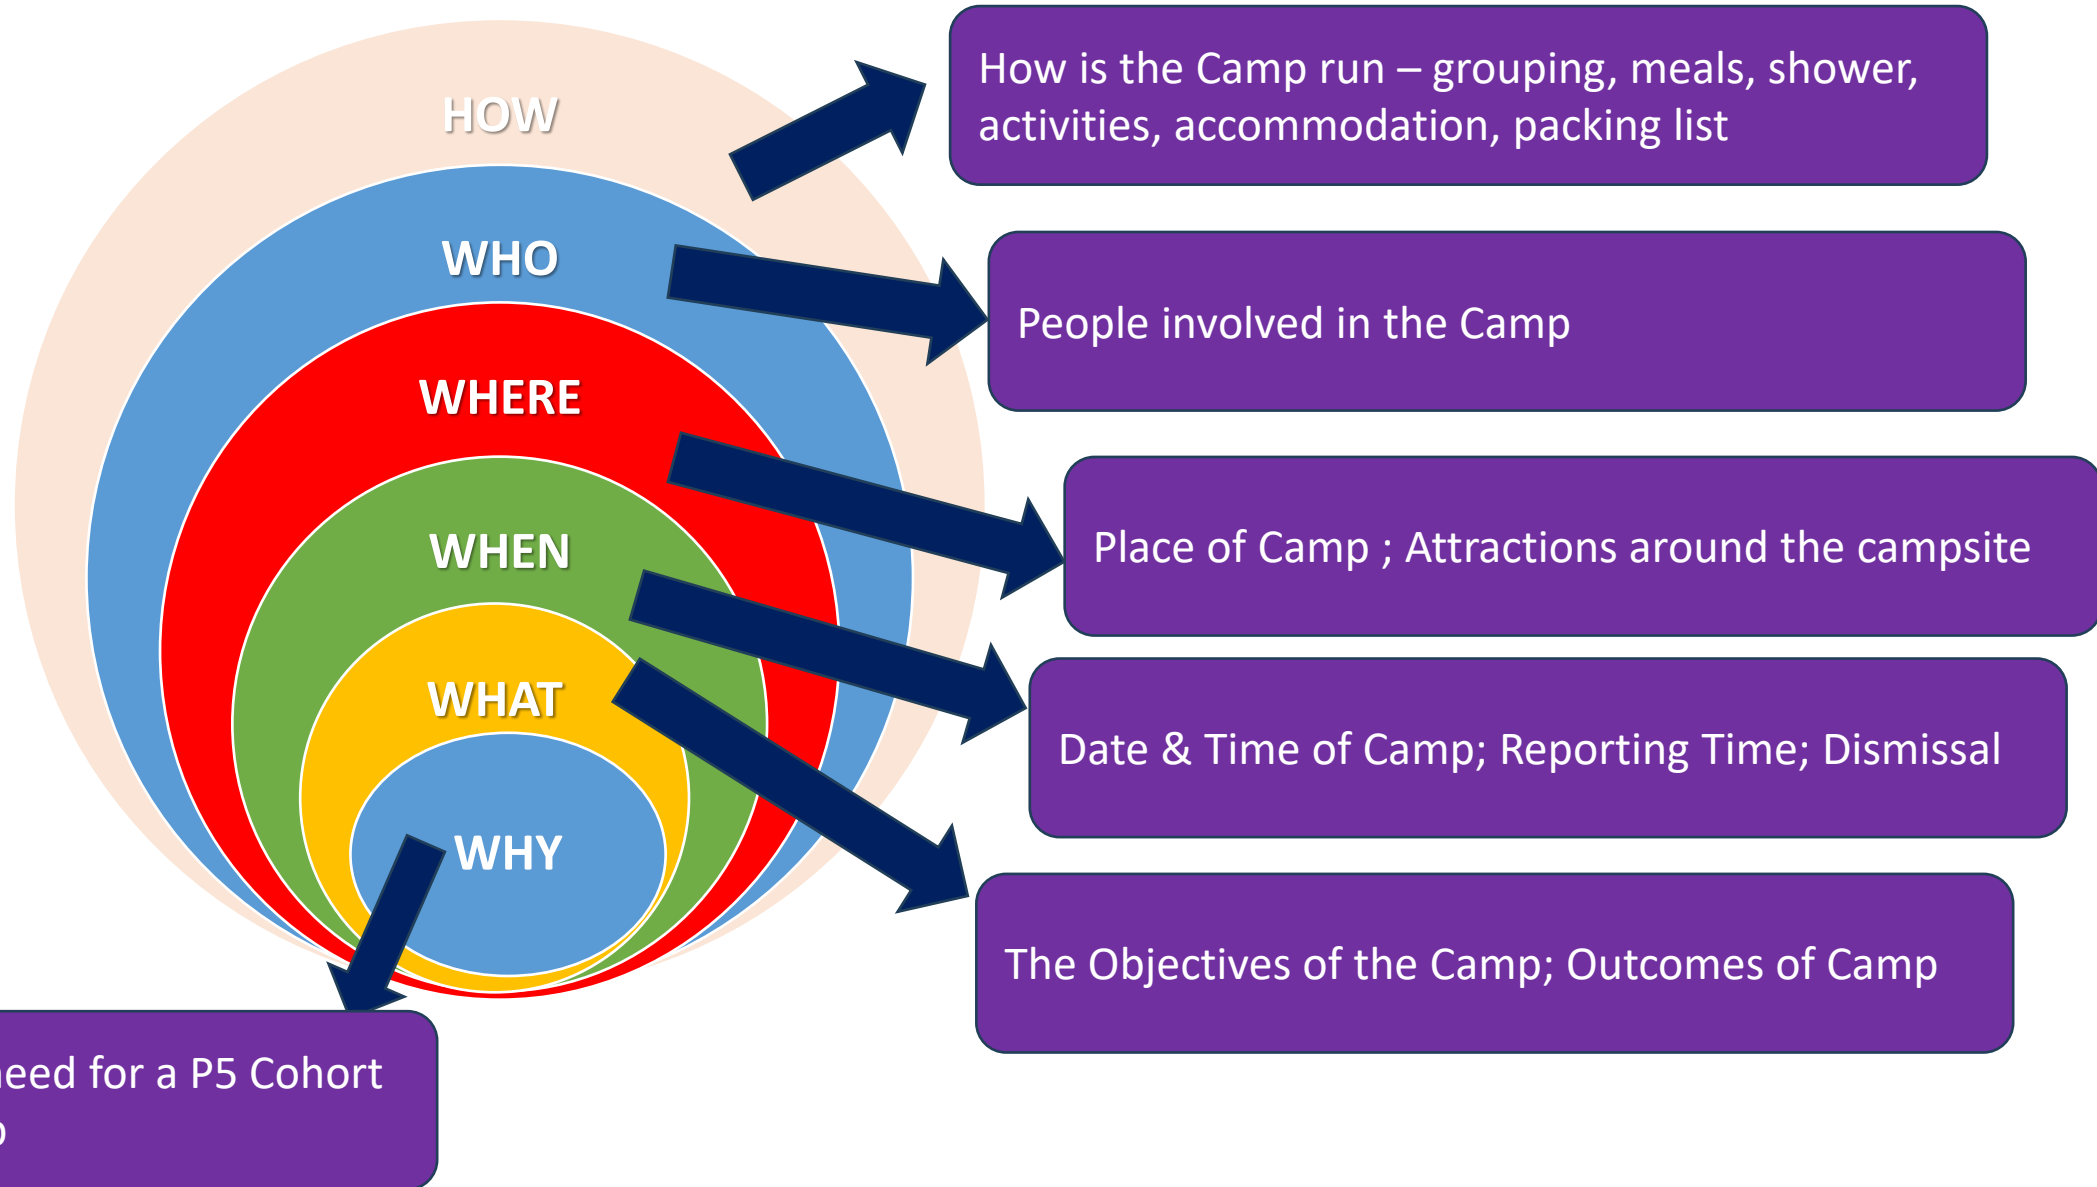 HOW
How is the Camp run – grouping, meals, shower,
activities, accommodation, packing list
WHO
People involved in the Camp
WHERE
Place of Camp ; Attractions around the campsite
WHEN
Date & Time of Camp; Reporting Time; Dismissal
WHAT
The Objectives of the Camp; Outcomes of Camp
WHY
need for a P5 Cohort